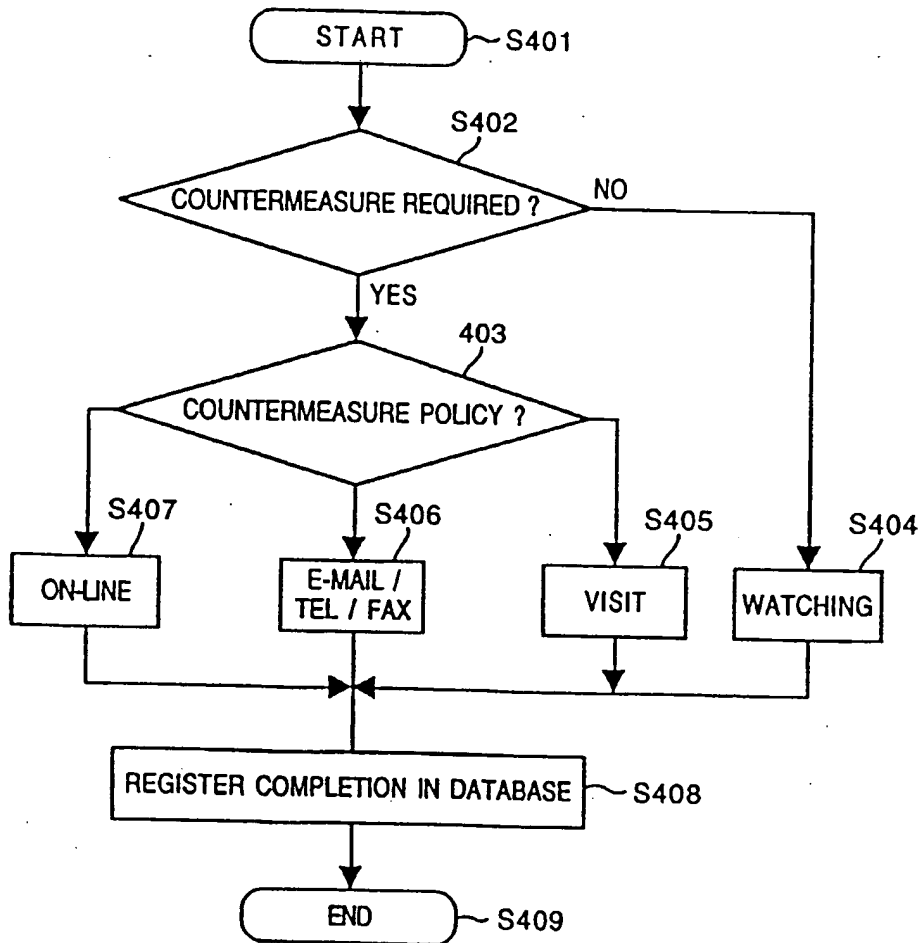 START
S401
S402
COUNTERMEASURE REQUIRED ?
NO
YES
403
COUNTERMEASURE POLICY ?
S407
S406
S405
S404
ON-LINE
E-MAIL /
TEL / FAX
VISIT
WATCHING
REGISTER COMPLETION IN DATABASE
S408
END
S409